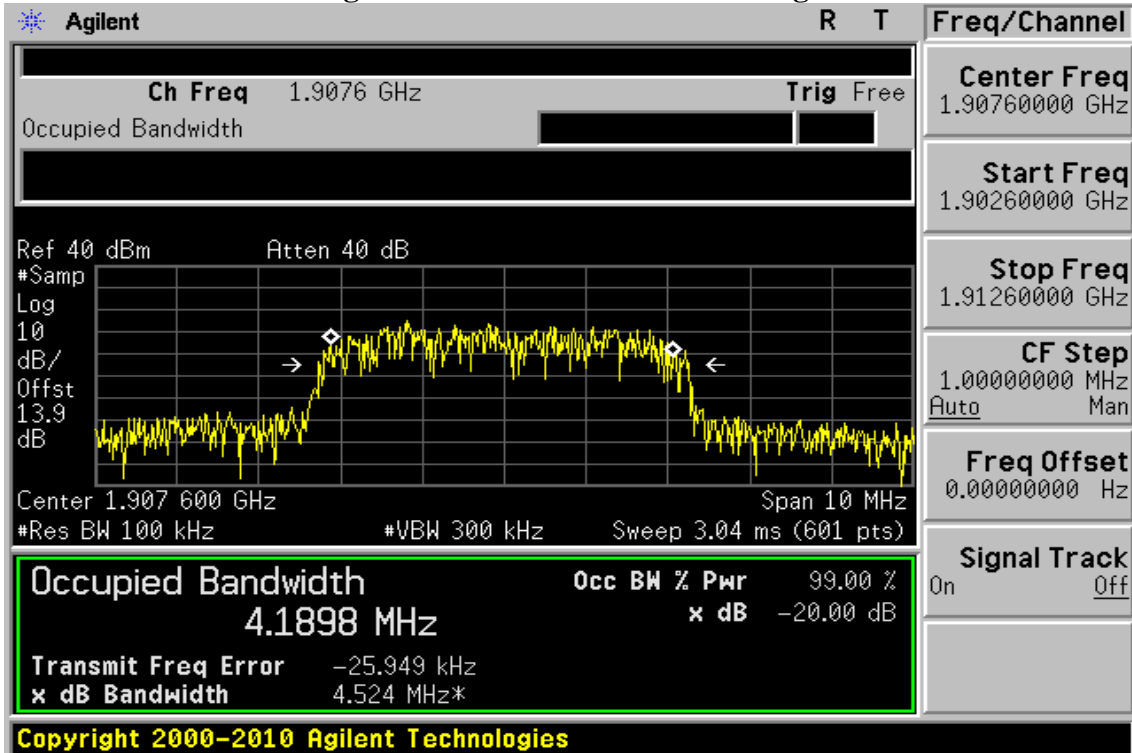 Agilent R T Freq/Channel
Ch Freq 1.9076 GHz Trig Free
Occupied Bandwidth
Center Freq
1.90760000 GHz
Start Freq
1.90260000 GHz
Stop Freq
1.91260000 GHz
CF Step
1.00000000 MHz
Auto Man
Freq Offset
0.00000000 Hz
Signal Track
On Off
Ref 40 dBm Atten 40 dB
#Samp
Log
10
dB/
Offst
13.9
dB
Center 1.907 600 GHz Span 10 MHz
#Res BW 100 kHz #VBW 300 kHz Sweep 3.04 ms (601 pts)
Occupied Bandwidth Occ BW % Pwr 99.00 %
4.1898 MHz x dB -20.00 dB
Transmit Freq Error -25.949 kHz
x dB Bandwidth 4.524 MHz*
Copyright 2000-2010 Agilent Technologies